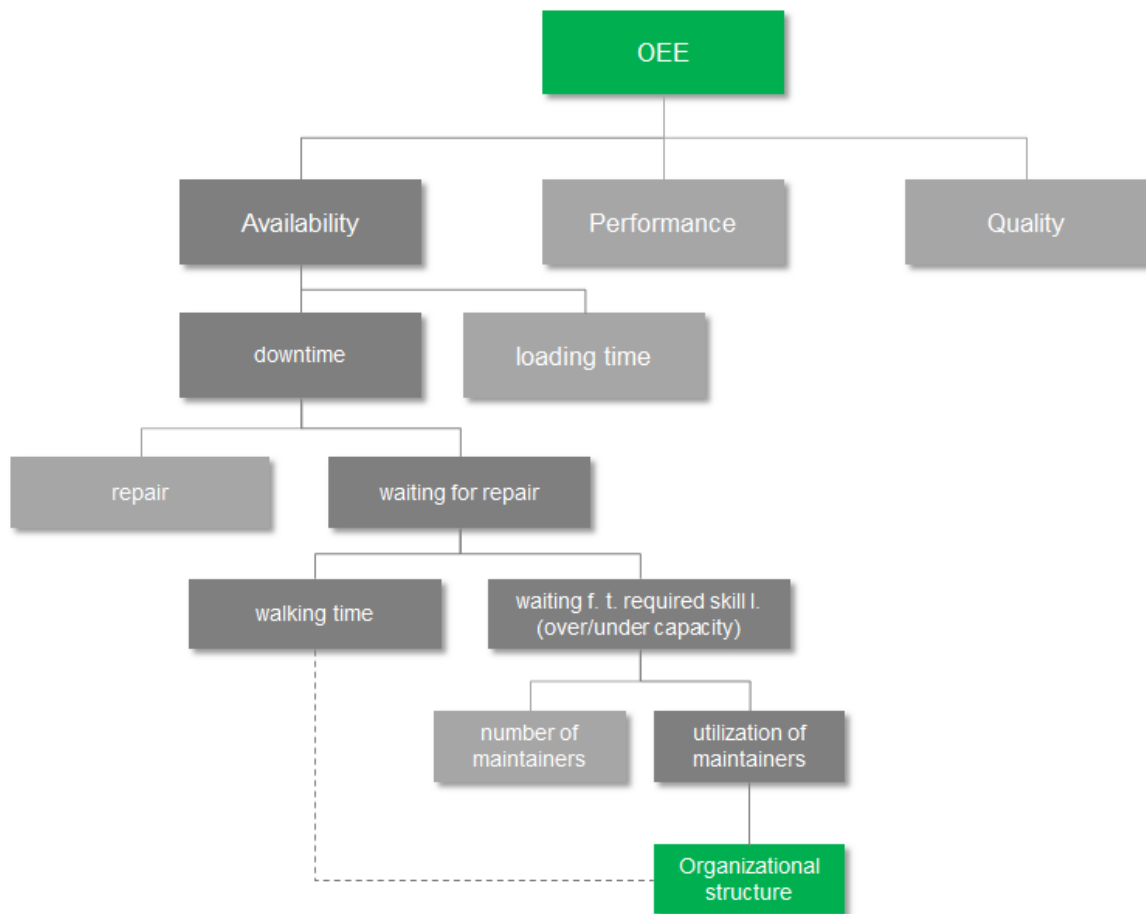 OEE
Availability
Performance
Quality
downtime
loading time
repair
waiting for repair
walking time
waiting f. t. required skill l.
(over/under capacity)
number of
maintainers
utilization of
maintainers
Organizational
structure